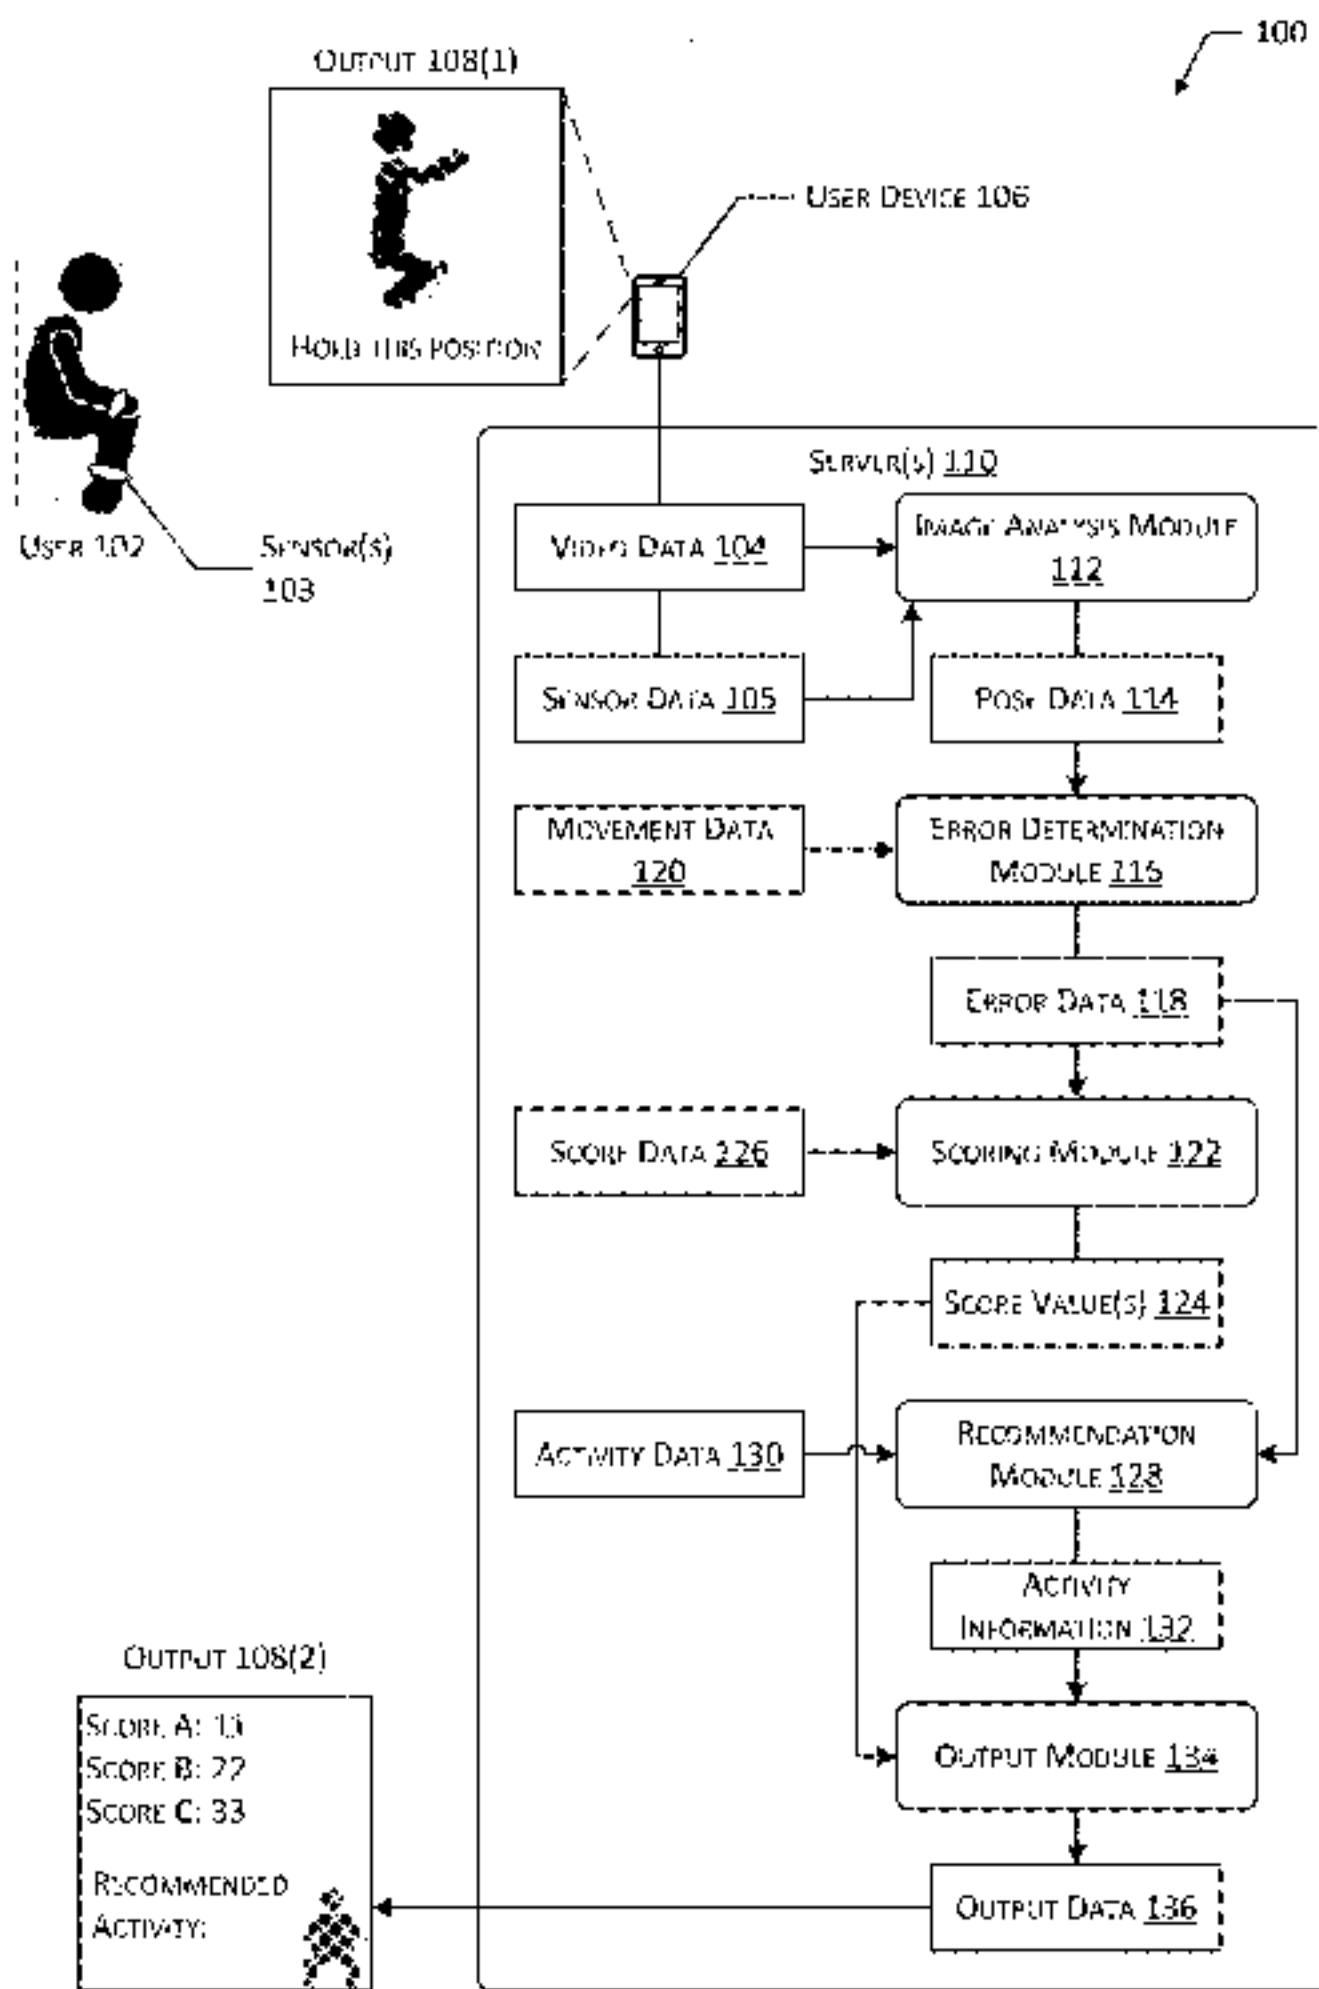 100
OUTPUT 108(1)
USER DEVICE 106
HOLD THIS POSITION
SERVER(S) 110
USER 102
SENSOR(S)
103
VIDEO DATA 104
IMAGE ANALYSIS MODULE
112
SENSOR DATA 105
POSE DATA 114
MOVEMENT DATA
120
ERROR DETERMINATION
MODULE 116
ERROR DATA 118
SCORE DATA 126
SCORING MODULE 122
SCORE VALUE(S) 124
ACTIVITY DATA 130
RECOMMENDATION
MODULE 128
ACTIVITY
INFORMATION 132
OUTPUT 108(2)
SCORE A:
SCORE B: 22
SCORE C: 33
RECOMMENDED
ACTIVITY:
OUTPUT MODULE 134
OUTPUT DATA 136